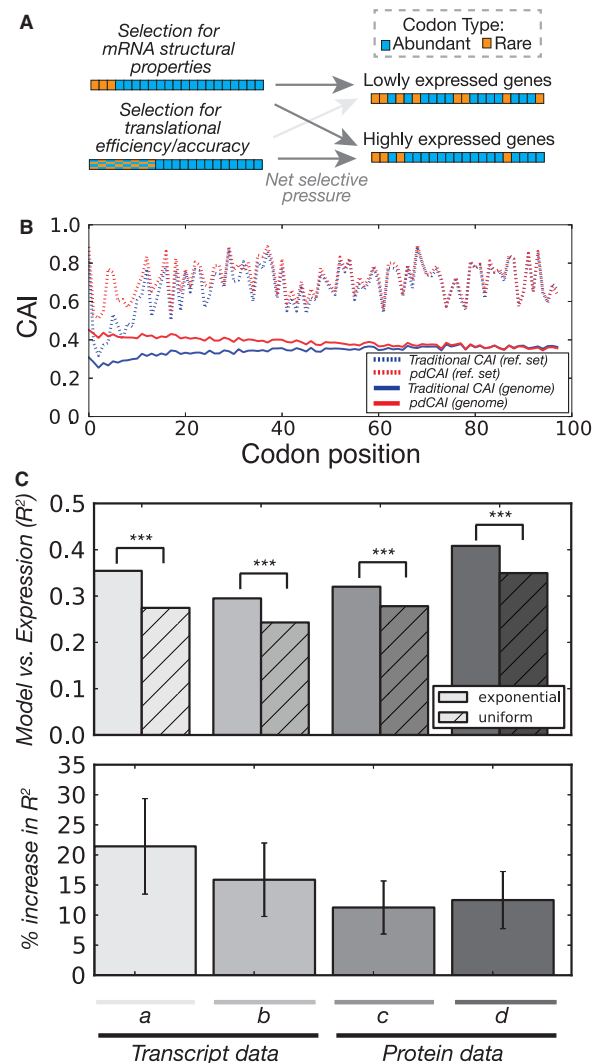 A
Selection for
mRNA structural
properties
Selection for
translational
efficiency/accuracy
Net selective
pressure
Codon Type:
Abundant Rare
Lowly expressed genes
Highly expressed genes
B
CAI
1.0
0.8
0.6
0.4
0.2
0 0
0 20 40 60 80 100
Codon position
Traditional CAI (ref. set)
pdCAI (ref. set)
Traditional CAI (genome)
pdCAI (genome)
C
Model vs. Expression (R²)
0.5
0.4
0.3
0.2
0.1
0.0
*** *** *** ***
exponential
uniform
% increase in R²
35
30
25
20
15
10
5
0
a b c d
Transcript data Protein data